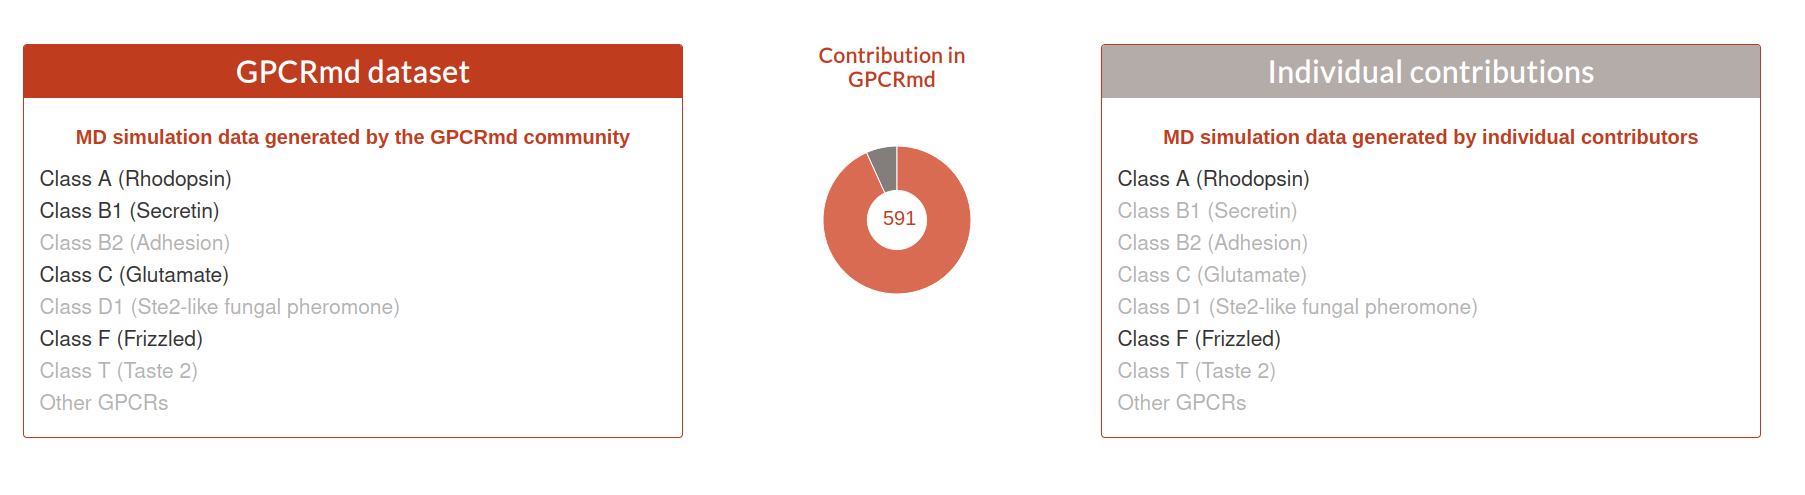 GPCRmd dataset
MD simulation data generated by the GPCRmd community
Class A (Rhodopsin)
Class B1 (Secretin)
Class B2 (Adhesion)
Class C (Glutamate)
Class D1 (Ste2-like fungal pheromone)
Class F (Frizzled)
Class T (Taste 2)
Other GPCRs
Contribution in
GPCRmd
591
Individual contributions
MD simulation data generated by individual contributors
Class A (Rhodopsin)
Class B1 (Secretin)
Class B2 (Adhesion)
Class C (Glutamate)
Class D1 (Ste2-like fungal pheromone)
Class F (Frizzled)
Class T (Taste 2)
Other GPCRs